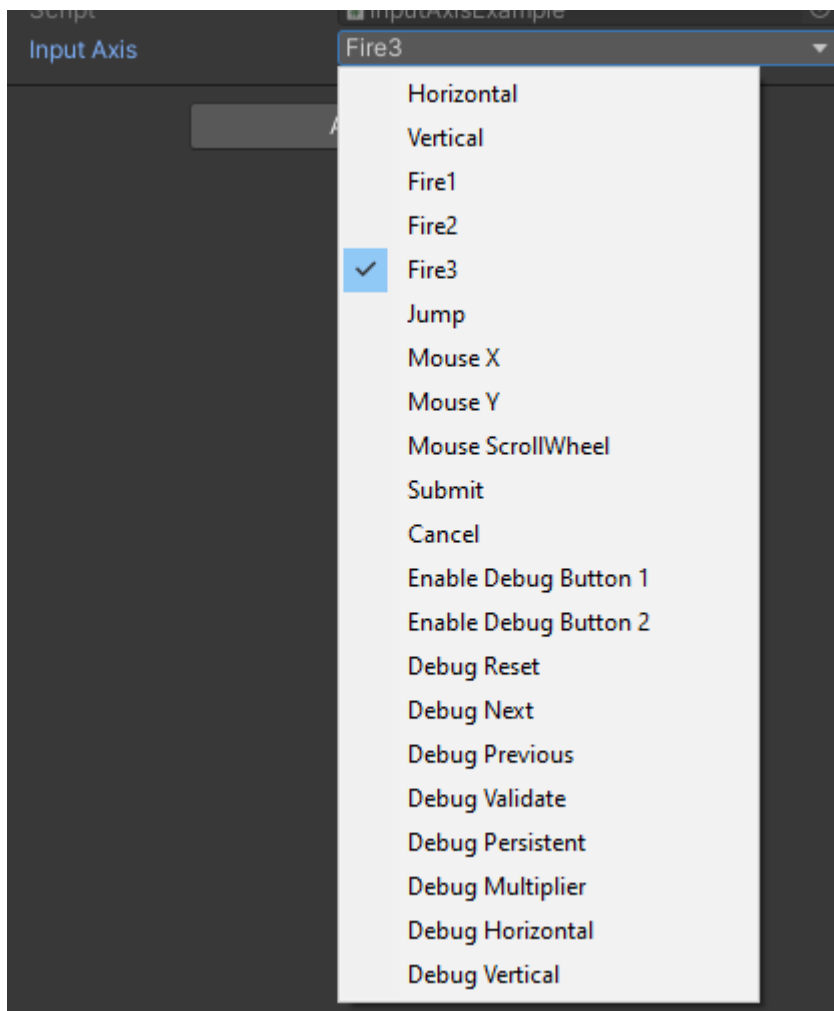 Script InputAxisExample
Input Axis Fire3
Horizontal
Vertical
Fire1
Fire2
Fire3
Jump
Mouse X
Mouse Y
Mouse ScrollWheel
Submit
Cancel
Enable Debug Button 1
Enable Debug Button 2
Debug Reset
Debug Next
Debug Previous
Debug Validate
Debug Persistent
Debug Multiplier
Debug Horizontal
Debug Vertical